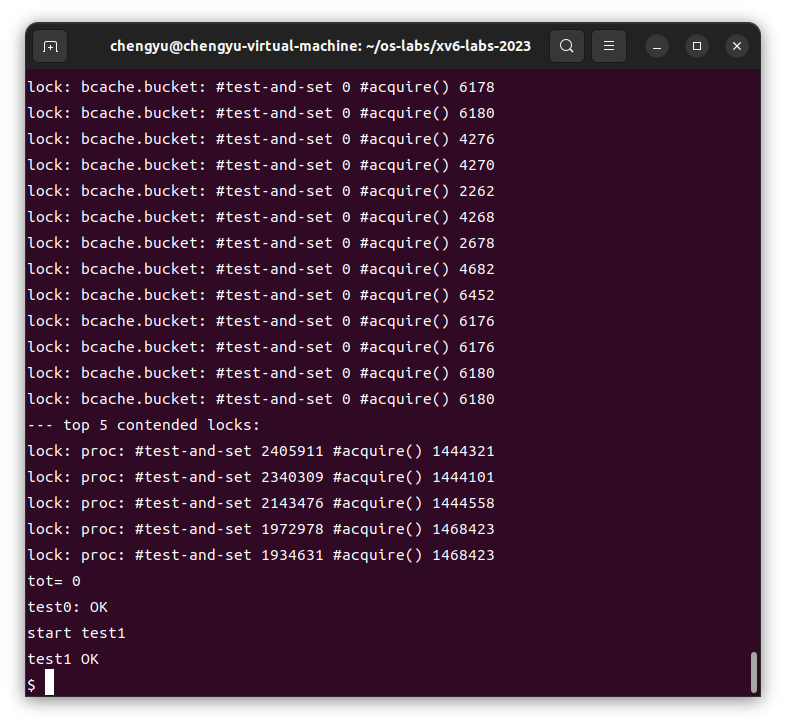 chengyu@chengyu-virtual-machine: ~/os-labs/xv6-labs-2023
lock: bcache.bucket: #test-and-set 0 #acquire() 6178
lock: bcache.bucket: #test-and-set 0 #acquire() 6180
lock: bcache.bucket: #test-and-set 0 #acquire() 4276
lock: bcache.bucket: #test-and-set 0 #acquire() 4270
lock: bcache.bucket: #test-and-set 0 #acquire() 2262
lock: bcache.bucket: #test-and-set 0 #acquire() 4268
lock: bcache.bucket: #test-and-set 0 #acquire() 2678
lock: bcache.bucket: #test-and-set 0 #acquire() 4682
lock: bcache.bucket: #test-and-set 0 #acquire() 6452
lock: bcache.bucket: #test-and-set 0 #acquire() 6176
lock: bcache.bucket: #test-and-set 0 #acquire() 6176
lock: bcache.bucket: #test-and-set 0 #acquire() 6180
lock: bcache.bucket: #test-and-set 0 #acquire() 6180
--- top 5 contended locks:
lock: proc: #test-and-set 2405911 #acquire() 1444321
lock: proc: #test-and-set 2340309 #acquire() 1444101
lock: proc: #test-and-set 2143476 #acquire() 1444558
lock: proc: #test-and-set 1972978 #acquire() 1468423
lock: proc: #test-and-set 1934631 #acquire() 1468423
tot= 0
test0: OK
start test1
test1 OK
$